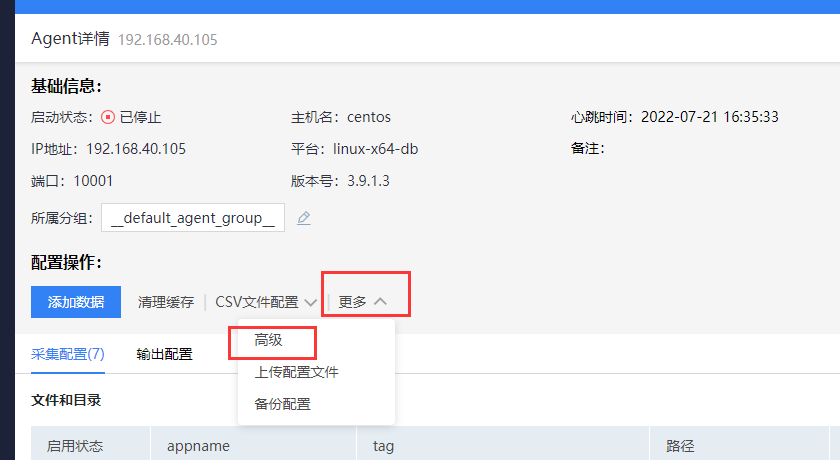 Agent详情 192.168.40.105
基础信息：
启动状态： 已停止 主机名：centos 心跳时间：2022-07-21 16:35:33
IP地址：192.168.40.105 平台：linux-x64-db 备注：
端口：10001 版本号：3.9.1.3
所属分组： __default_agent_group__
配置操作：
添加数据 清理缓存 CSV文件配置 更多
高级
采集配置(7) 输出配置
上传配置文件
备份配置
文件和目录
启用状态 appname tag 路径